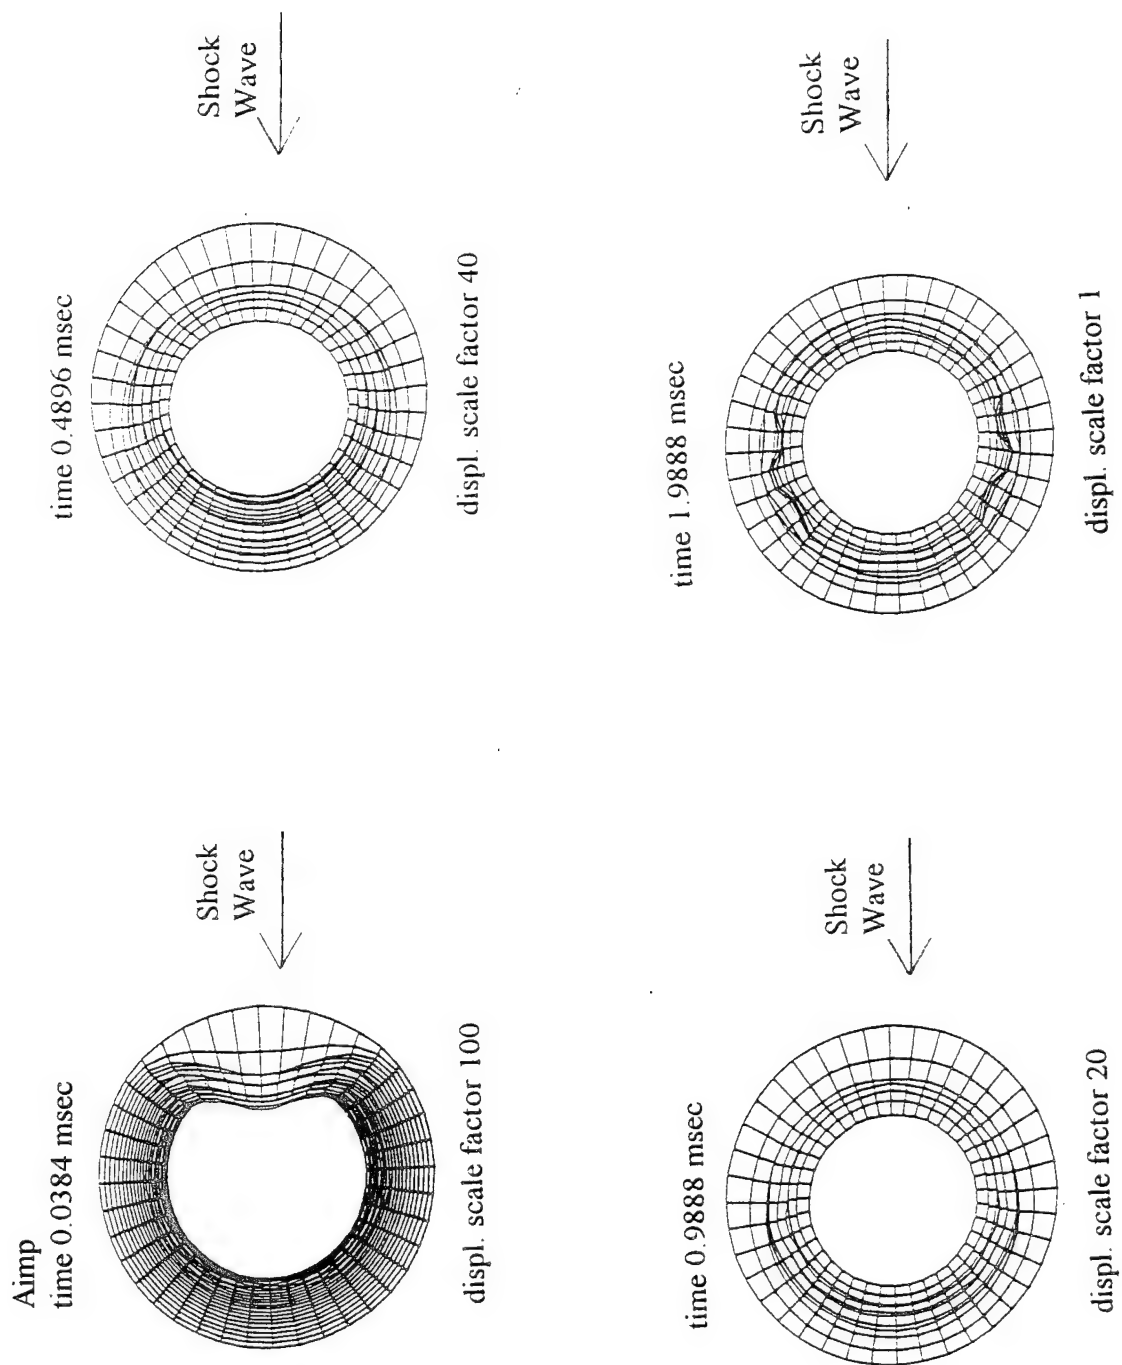 Aimp
time 0.0384 msec
Shock
Wave
displ. scale factor 100
time 0.4896 msec
Shock
Wave
displ. scale factor 40
time 0.9888 msec
Shock
Wave
displ. scale factor 20
time 1.9888 msec
Shock
Wave
displ. scale factor 1